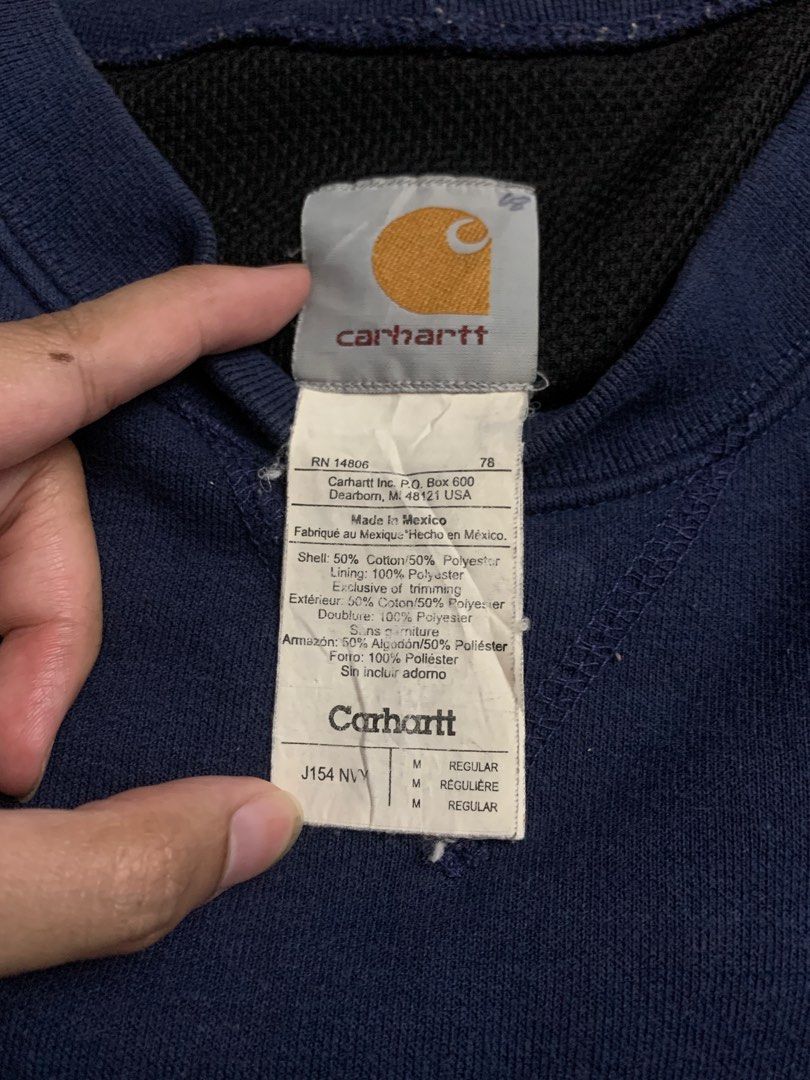 carhartt
RN 14806 78
Carhartt Inc. P.O. Box 600
Dearborn, MI 48121 USA
Made In Mexico
Fabriqué au Mexique*Hecho en México.
Shell: 50% Cotton/50% Polyester
Lining: 100% Polyester
Exclusive of trimming
Extérieur: 50% Coton/50% Polyester
Doublure: 100% Polyester
Sans garniture
Armazón: 50% Algodón/50% Poliéster
Forro: 100% Poliéster
Sin incluir adorno
Carhartt
J154 NVY
M REGULAR
M RÉGULIÈRE
M REGULAR